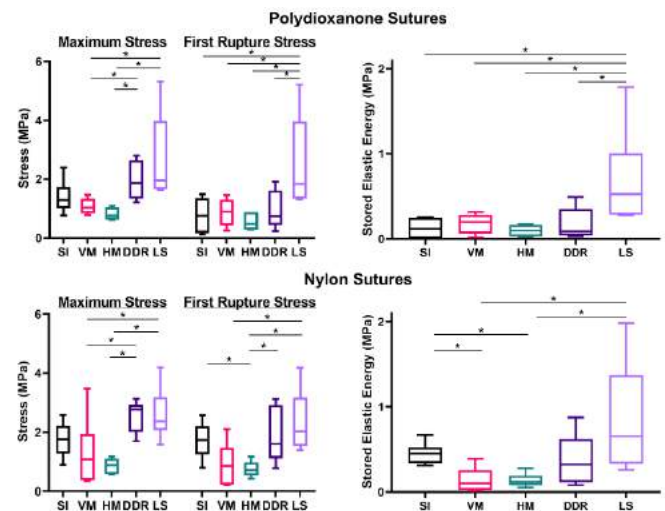 Polydioxanone Sutures
Maximum Stress First Rupture Stress
Stress (MPa)
6
4
2
0
SI VM HM DDR LS SI VM HM DDR LS
* * * *
* * * *
Stored Elastic Energy (MPa)
2
1
0
SI VM HM DDR LS
* * * *
Nylon Sutures
Maximum Stress First Rupture Stress
Stress (MPa)
6
4
2
0
SI VM HM DDR LS SI VM HM DDR LS
* * * *
* * * *
Stored Elastic Energy (MPa)
2
1
0
SI VM HM DDR LS
* * * *